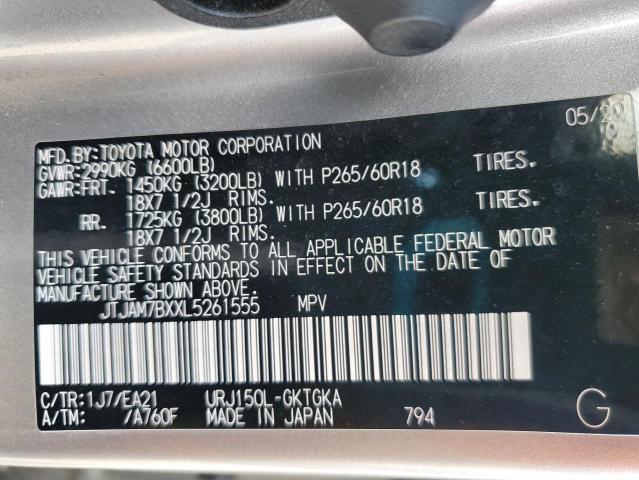 05/20
MFD.BY:TOYOTA MOTOR CORPORATION
GVWR:2990KG (6600LB)
GAWR:FRT. 1450KG (3200LB) WITH P265/60R18 TIRES.
18X7 1/2J RIMS.
RR. 1725KG (3800LB) WITH P265/60R18 TIRES.
18X7 1/2J RIMS.
THIS VEHICLE CONFORMS TO ALL APPLICABLE FEDERAL MOTOR
VEHICLE SAFETY STANDARDS IN EFFECT ON THE DATE OF
MANUFACTURE SHOWN ABOVE.
JTJAM7BXXL5261555 MPV
C/TR:1J7/EA21 URJ150L-GKTGKA
A/TM: /A760F MADE IN JAPAN 794 G